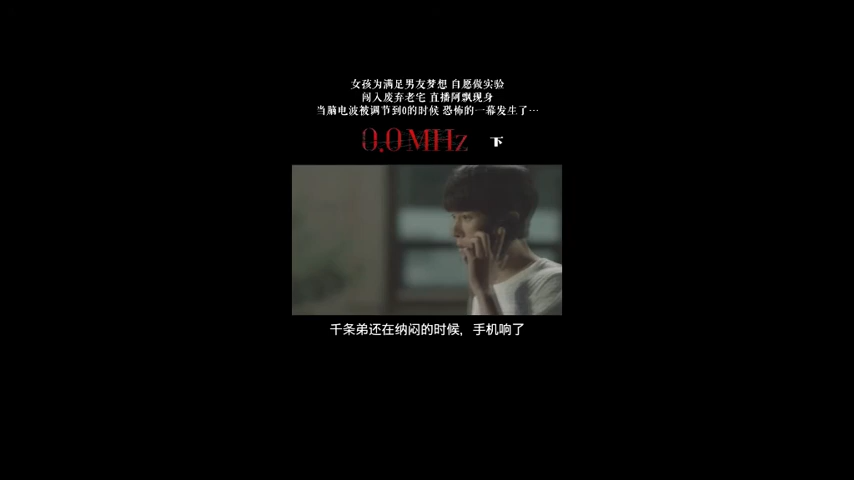 女孩为满足男友梦想 自愿做实验
闯入废弃老宅 直播阿飘现身
当脑电波被调节到0的时候 恐怖的一幕发生了…
0.0MHz 下
千条弟还在纳闷的时候，手机响了